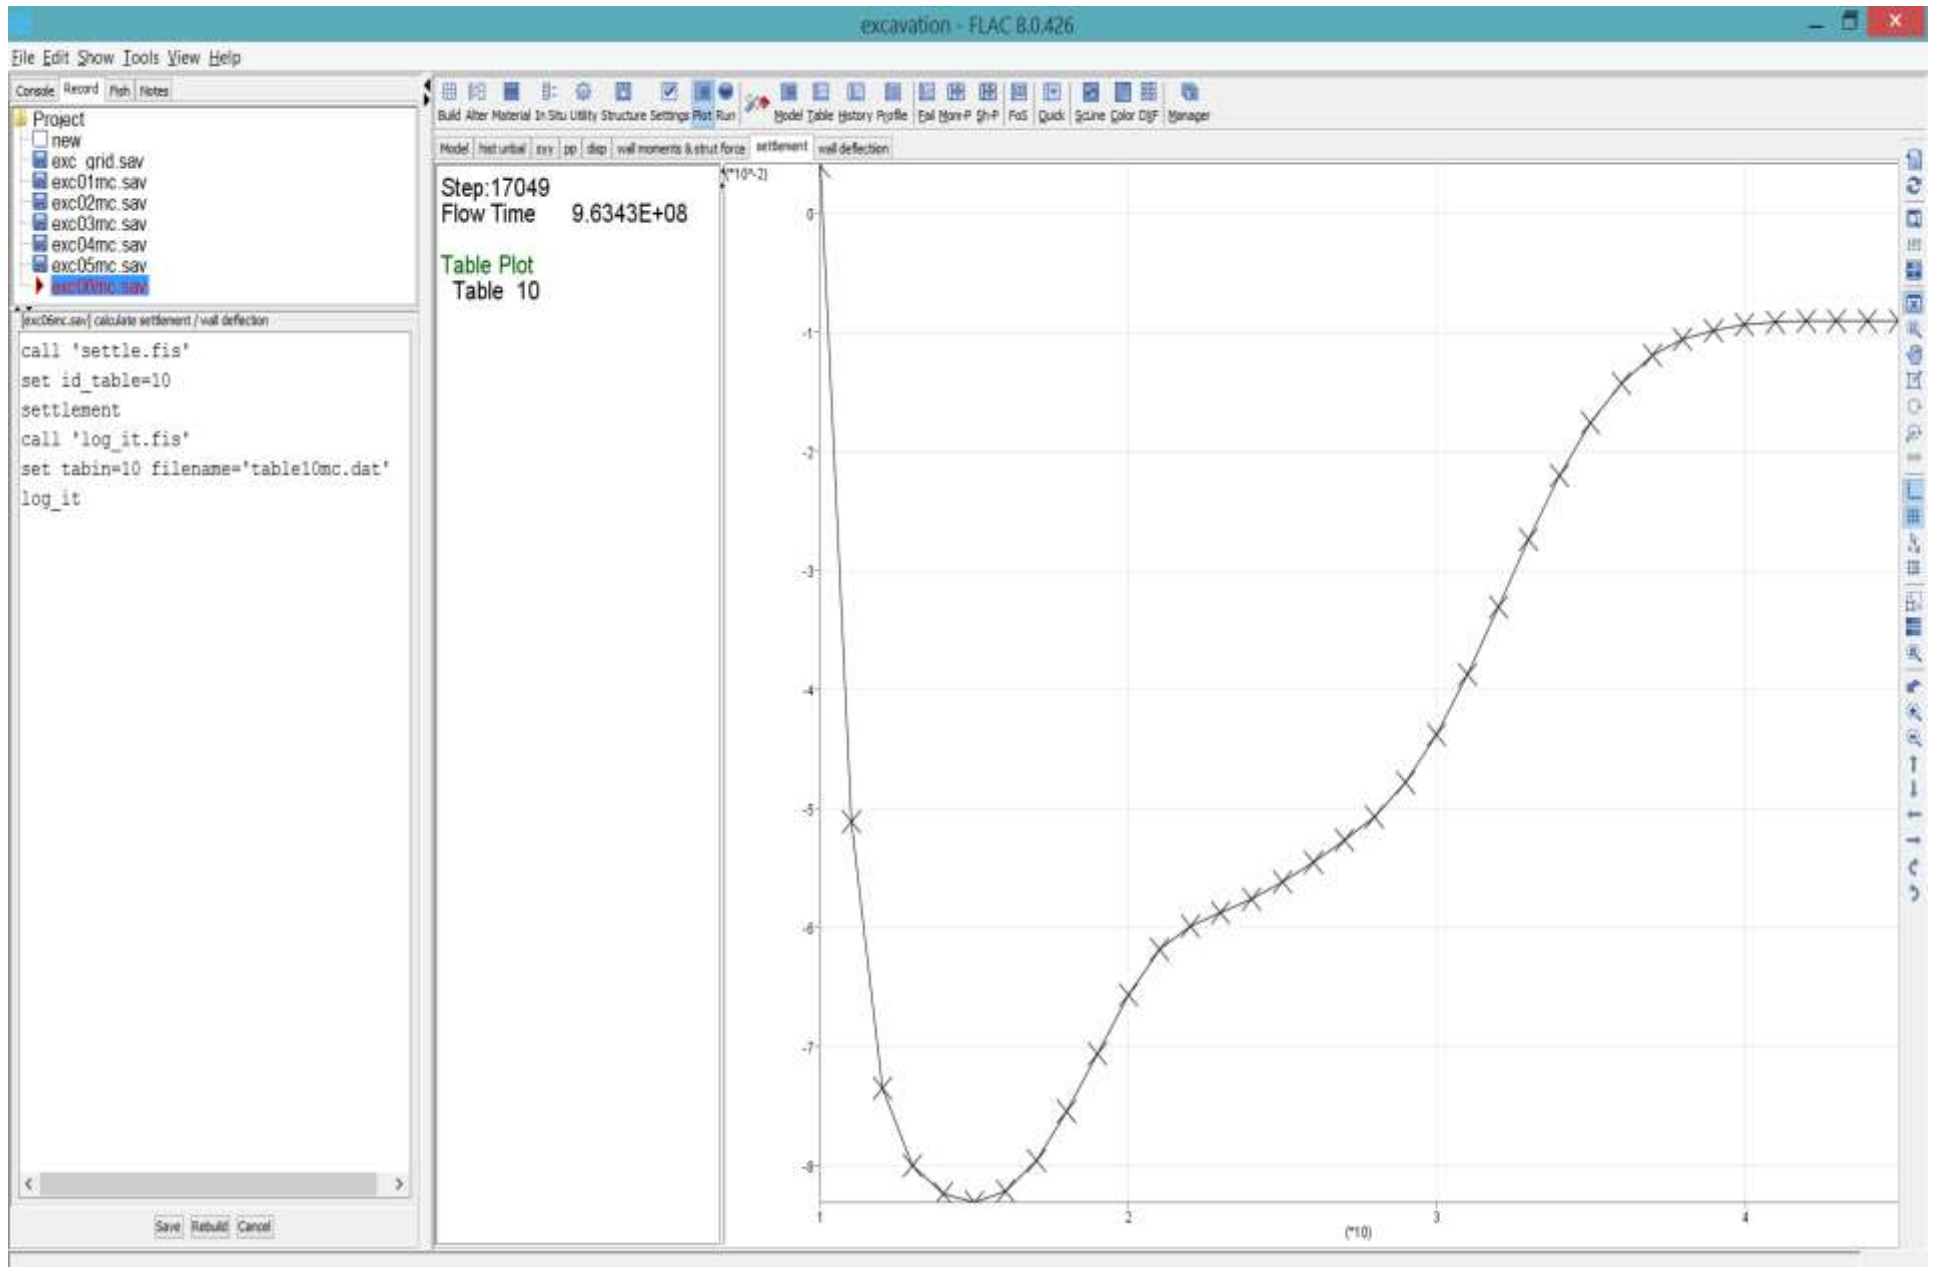 excavation - FLAC 8.0.426
File Edit Show Tools View Help
Console Record Fish Notes
Project
new
exc_grid.sav
exc01mc.sav
exc02mc.sav
exc03mc.sav
exc04mc.sav
exc05mc.sav
exc06mc.sav
[exc06mc.sav] calculate settlement / wall deflection
call 'settle.fis'
set id_table=10
settlement
call 'log_it.fis'
set tabin=10 filename='table10mc.dat'
log_it
Save Rebuild Cancel
Build Alter Material In Situ Utility Structure Settings Plot Run Model Table History Profile Fail Mom-P Sh-P FoS Quick ScLine Color DXF Manager
Model hist unbal syy pp disp wall moments & strut force settlement wall deflection
Step:17049
Flow Time 9.6343E+08
Table Plot
Table 10
(*10^-2)
0
-1
-2
-3
-4
-5
-6
-7
-8
1 2 3 4
(*10)